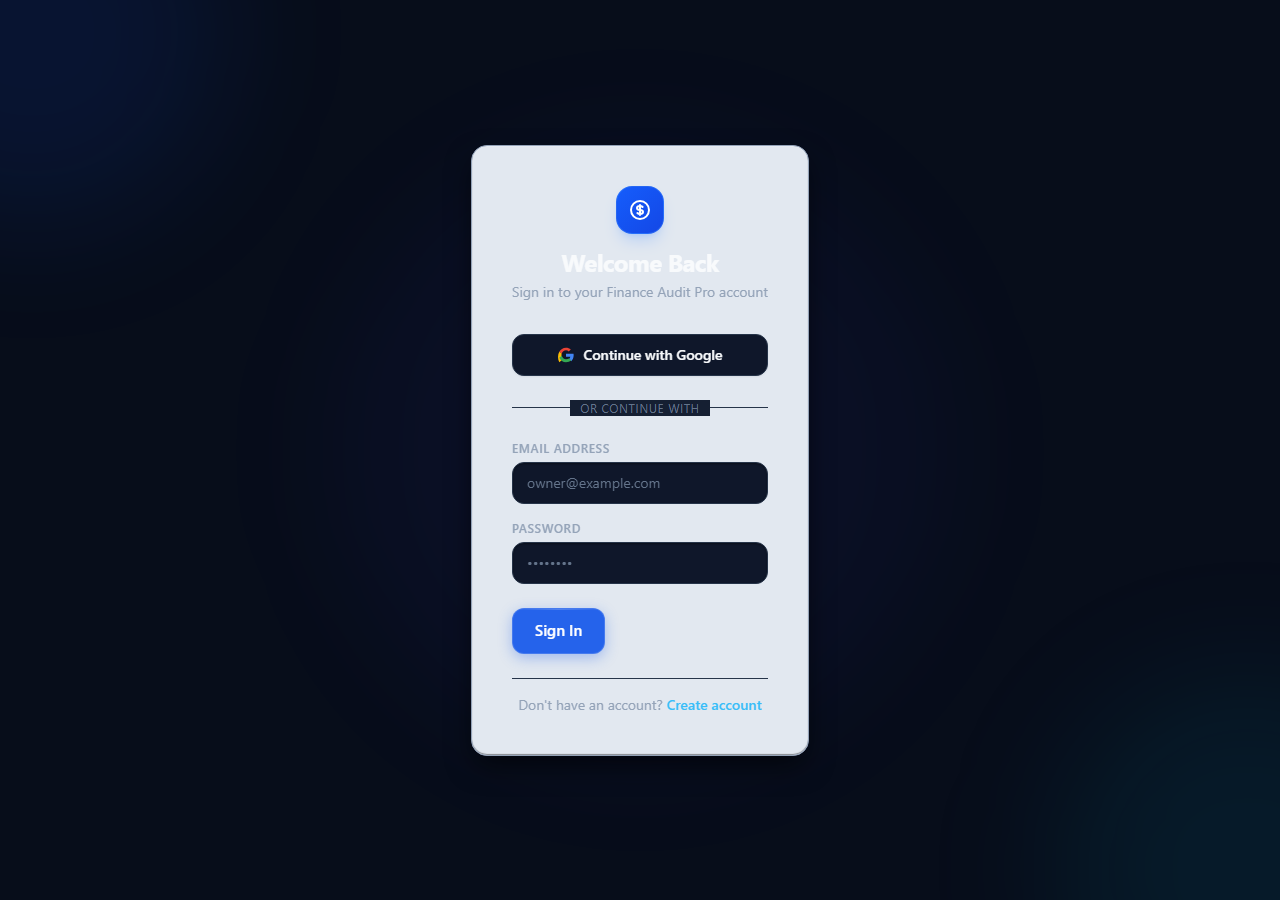 Welcome Back
Sign in to your Finance Audit Pro account
Continue with Google
OR CONTINUE WITH
EMAIL ADDRESS
owner@example.com
PASSWORD
••••••••
Sign In
Don't have an account? Create account